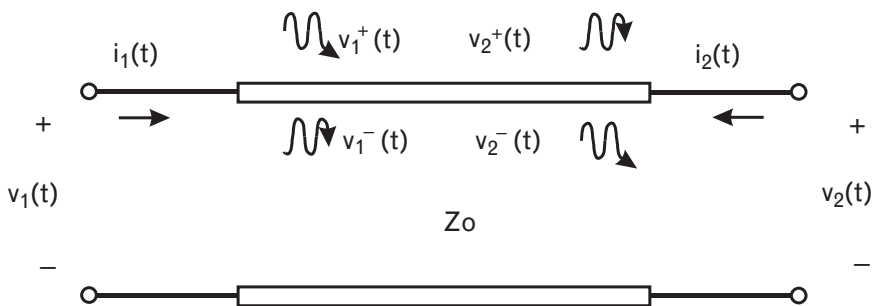 v₁⁺(t) v₂⁺(t)
i₁(t) i₂(t)
+ +
v₁⁻(t) v₂⁻(t)
v₁(t) v₂(t)
Zo
− −